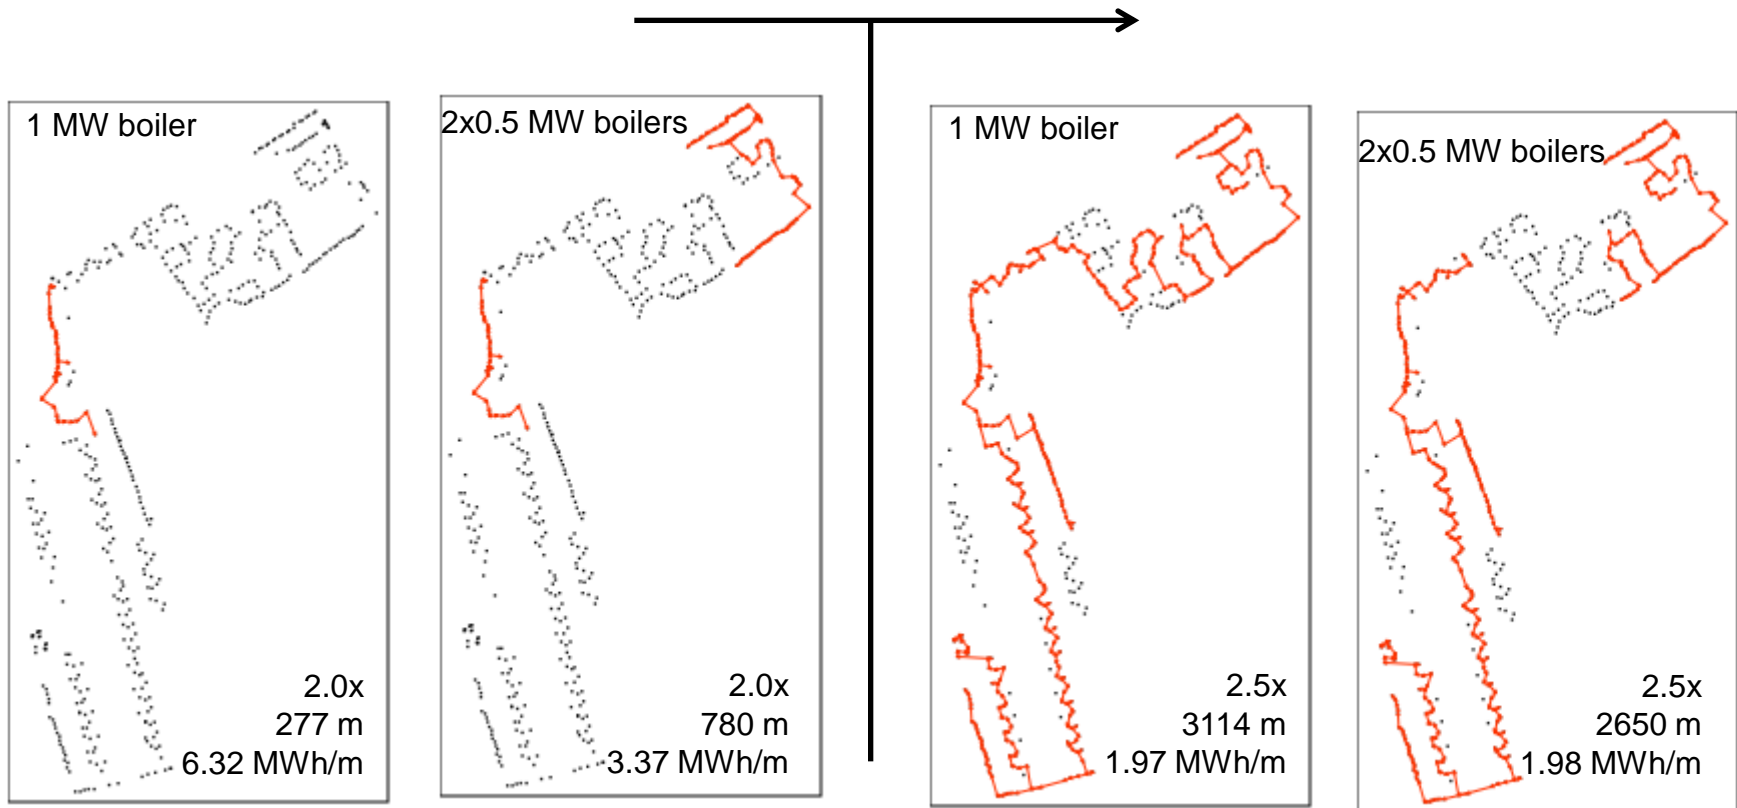 1 MW boiler
2.0x
277 m
6.32 MWh/m
2x0.5 MW boilers
2.0x
780 m
3.37 MWh/m
1 MW boiler
2.5x
3114 m
1.97 MWh/m
2x0.5 MW boilers
2.5x
2650 m
1.98 MWh/m